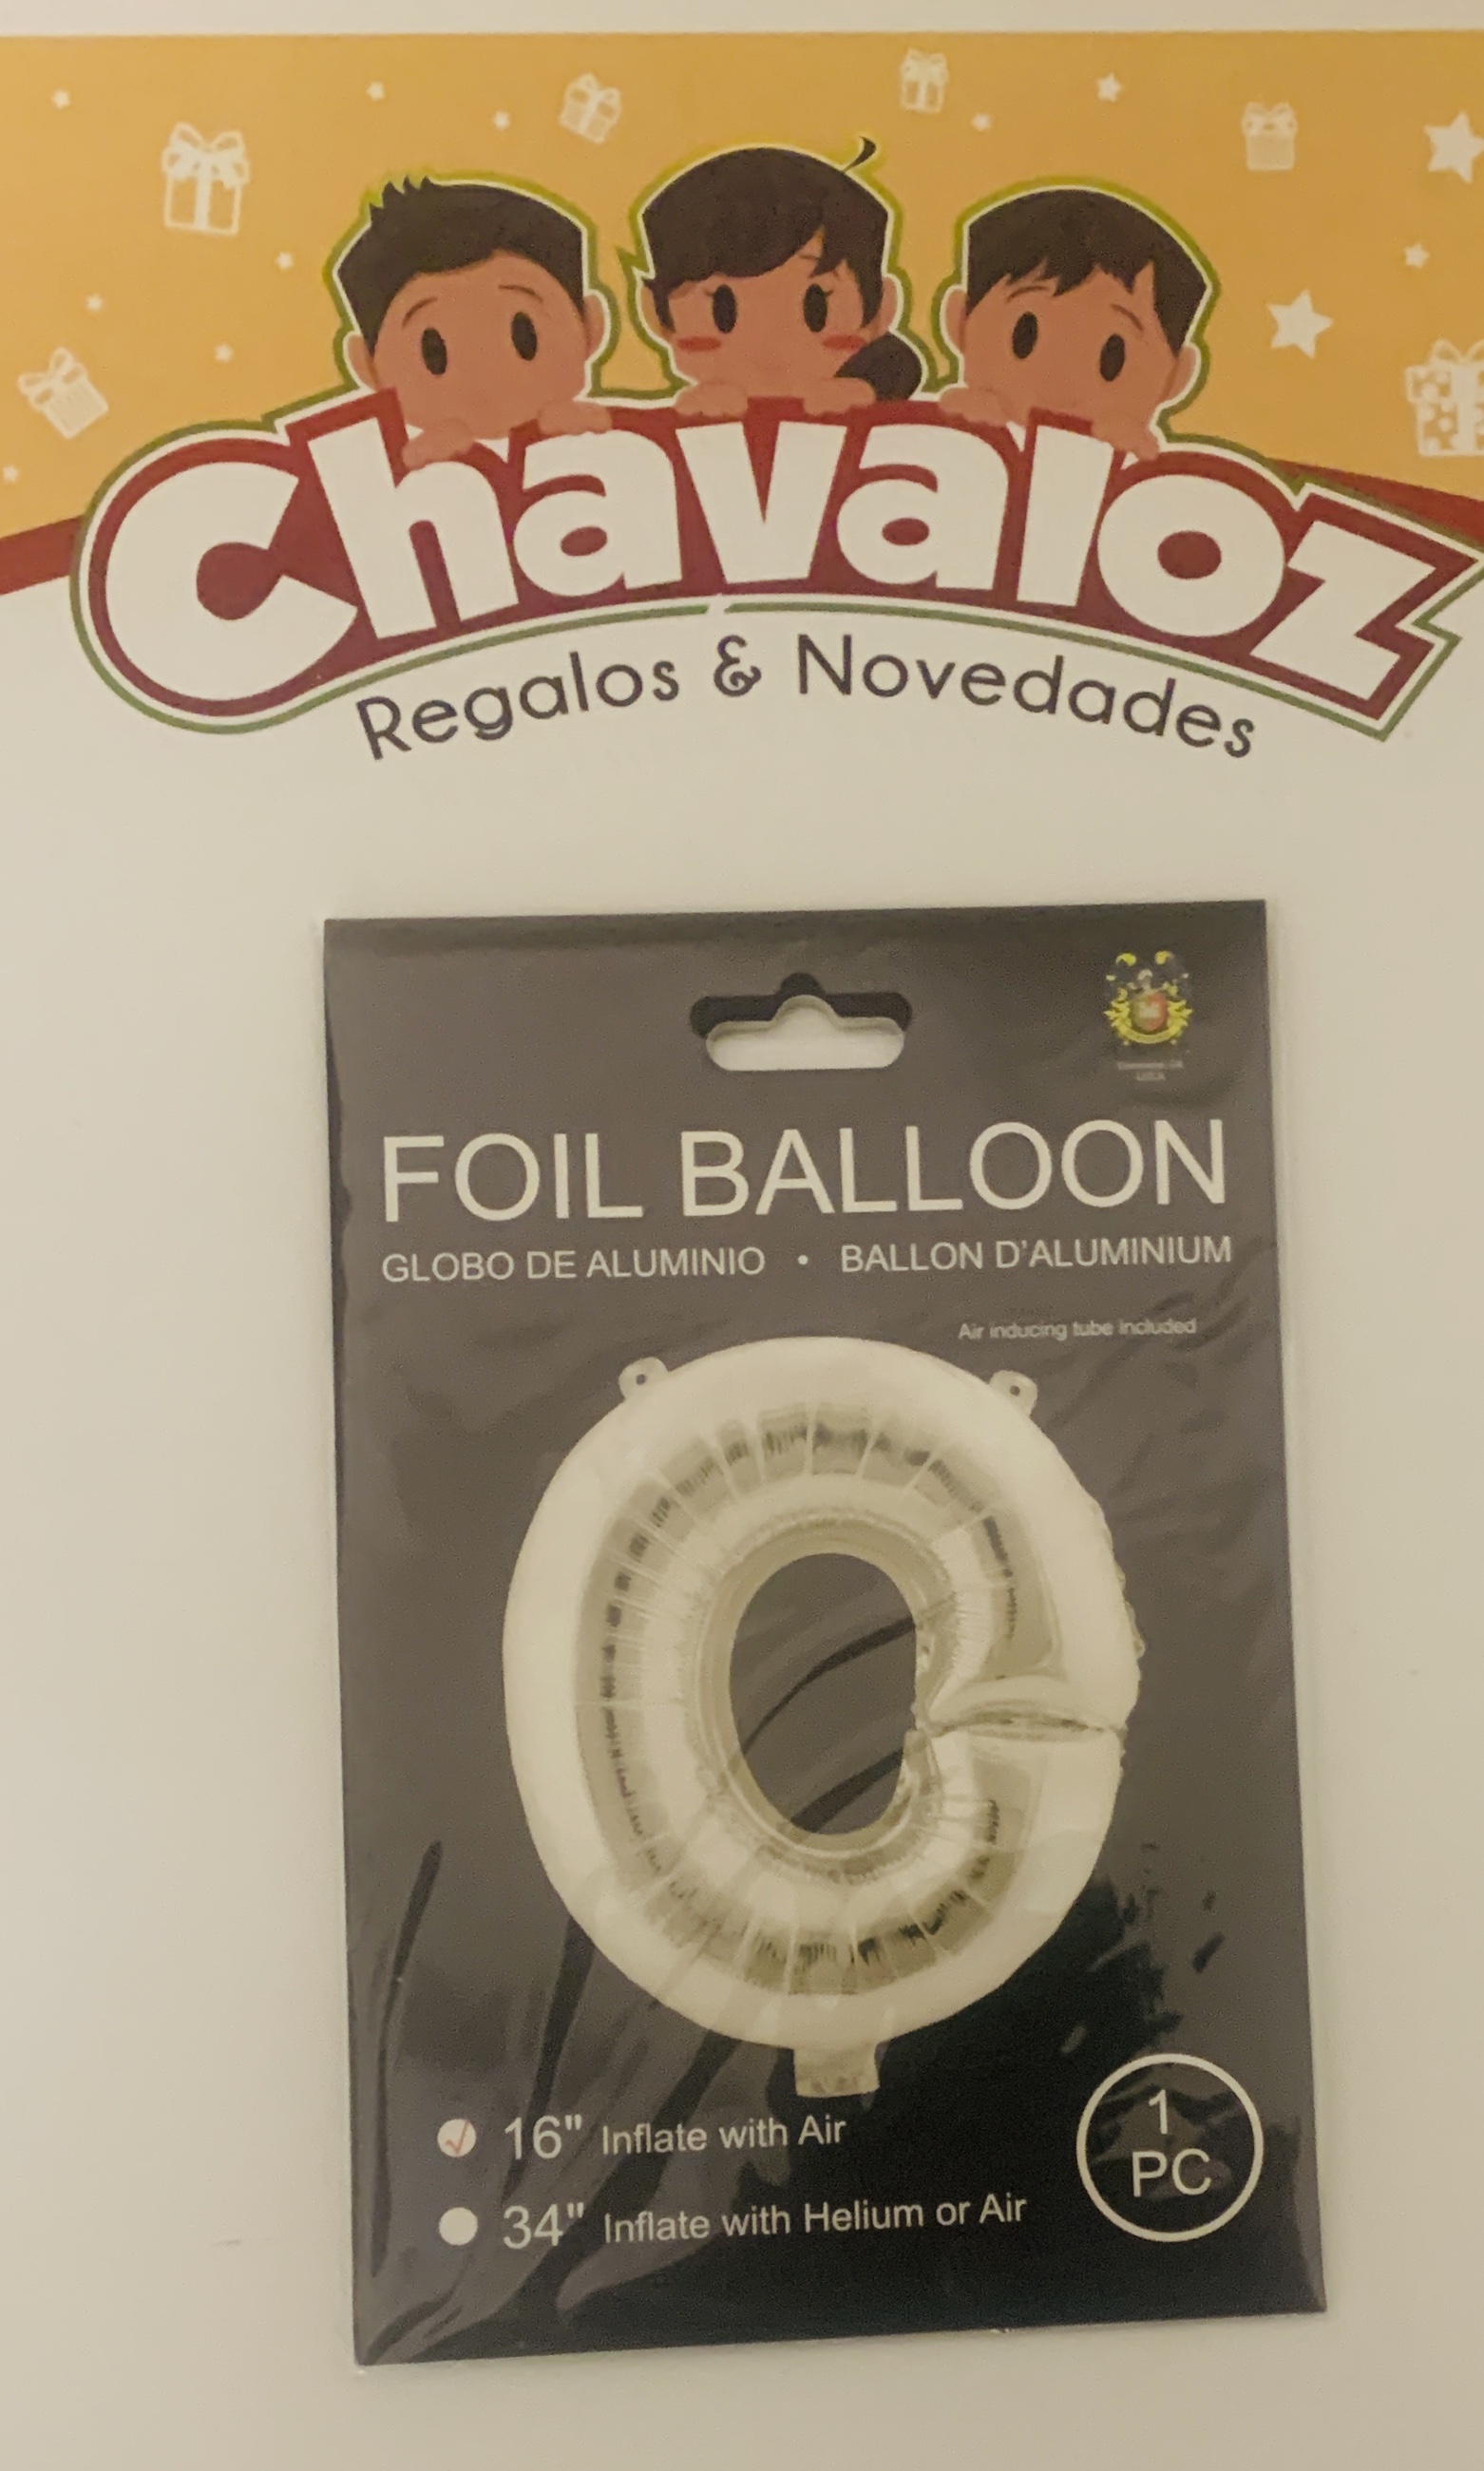 Chavaloz
Regalos & Novedades
FOIL BALLOON
GLOBO DE ALUMINIO • BALLON D'ALUMINIUM
Air inducing tube included
16" Inflate with Air
34" Inflate with Helium or Air
1
PC